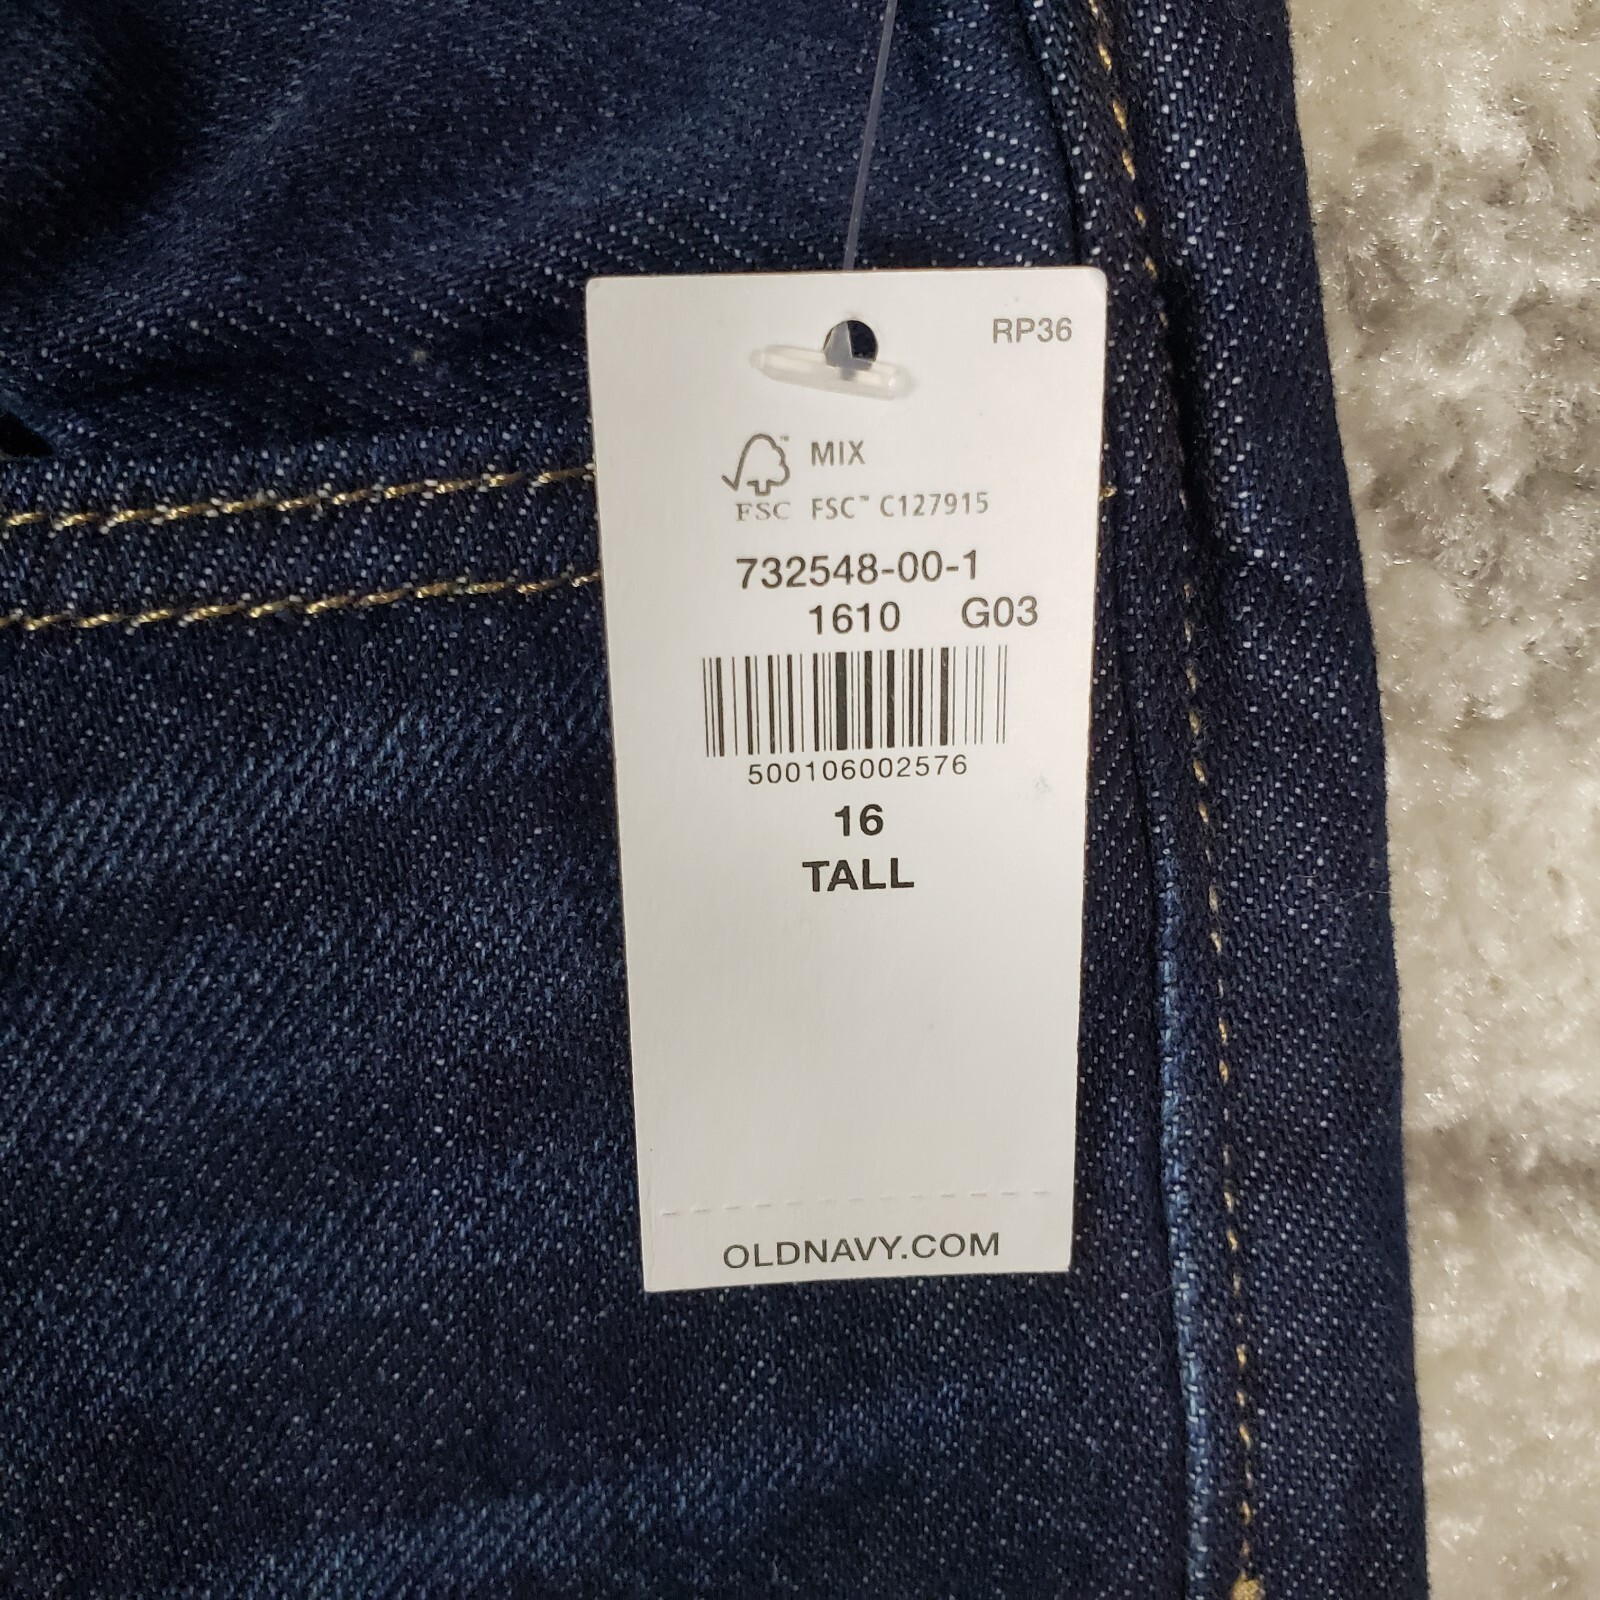 RP36
MIX
FSC FSC™ C127915
732548-00-1
1610 G03
500106002576
16
TALL
OLDNAVY.COM